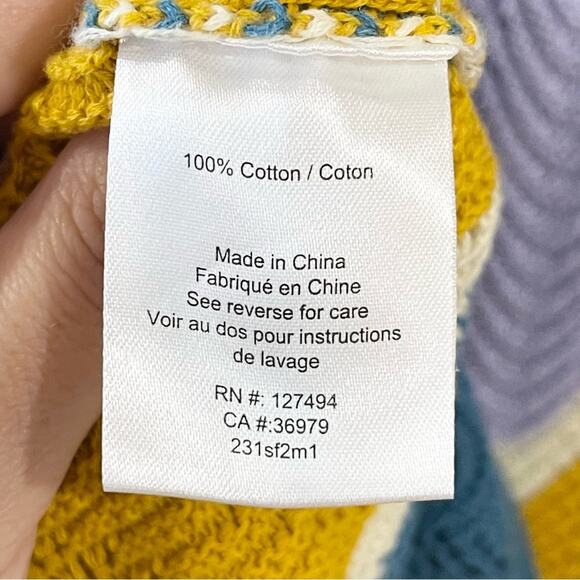 100% Cotton / Coton
Made in China
Fabriqué en Chine
See reverse for care
Voir au dos pour instructions
de lavage
RN #: 127494
CA #:36979
231sf2m1